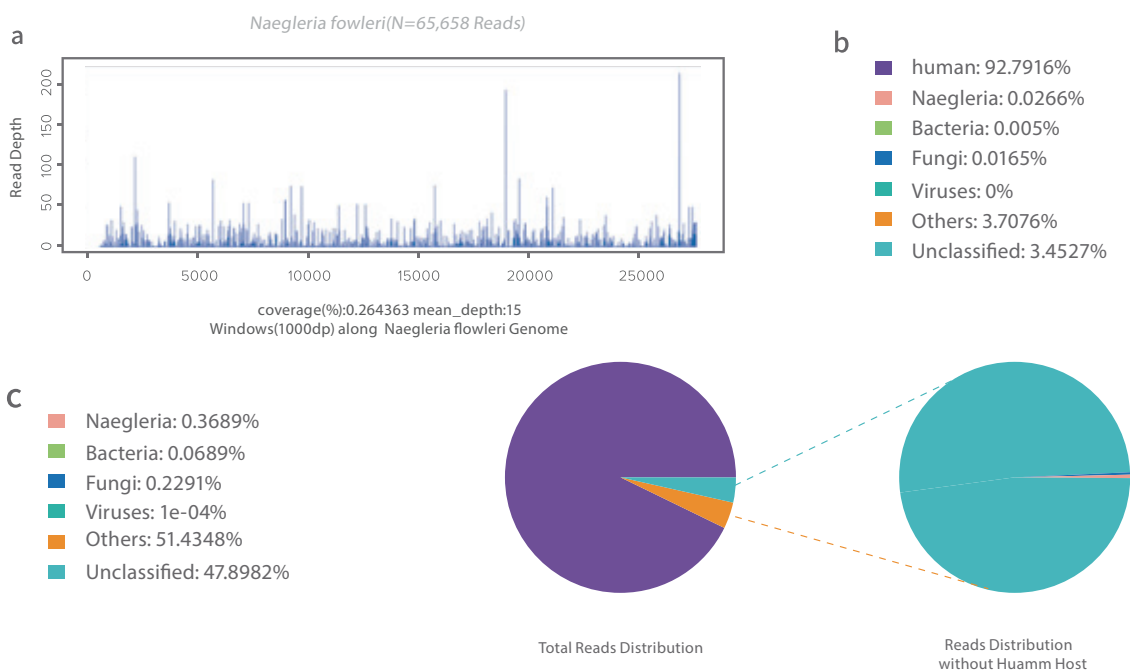 Naegleria fowleri(N=65,658 Reads)
a
Read Depth
200
150
100
50
0
0 5000 10000 15000 20000 25000
coverage(%):0.264363 mean_depth:15
Windows(1000dp) along Naegleria flowleri Genome
b
human: 92.7916%
Naegleria: 0.0266%
Bacteria: 0.005%
Fungi: 0.0165%
Viruses: 0%
Others: 3.7076%
Unclassified: 3.4527%
c
Naegleria: 0.3689%
Bacteria: 0.0689%
Fungi: 0.2291%
Viruses: 1e-04%
Others: 51.4348%
Unclassified: 47.8982%
Total Reads Distribution
Reads Distribution
without Huamm Host